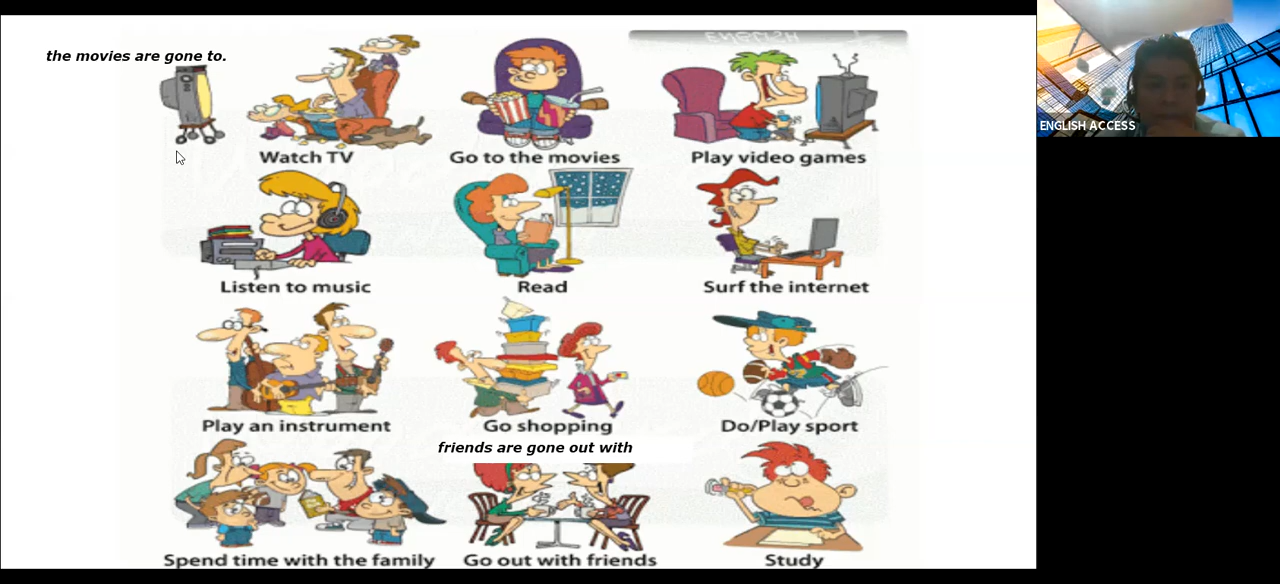 ENGLISH
the movies are gone to.
Watch TV
Go to the movies
Play video games
Listen to music
Read
Surf the internet
Play an instrument
Go shopping
Do/Play sport
friends are gone out with
Spend time with the family
Go out with friends
Study
ENGLISH ACCESS